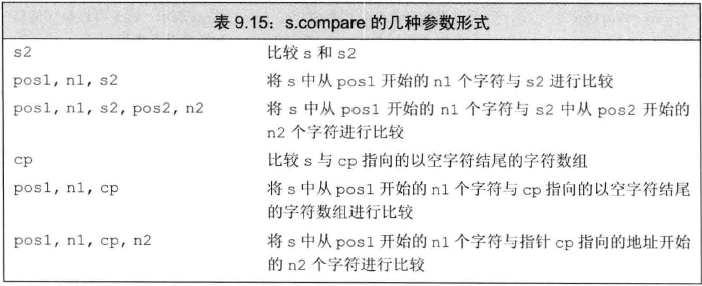 表 9.15：s.compare 的几种参数形式
s2 比较 s 和 s2
pos1, n1, s2 将 s 中从 pos1 开始的 n1 个字符与 s2 进行比较
pos1, n1, s2, pos2, n2 将 s 中从 pos1 开始的 n1 个字符与 s2 中从 pos2 开始的
n2 个字符进行比较
cp 比较 s 与 cp 指向的以空字符结尾的字符数组
pos1, n1, cp 将 s 中从 pos1 开始的 n1 个字符与 cp 指向的以空字符结尾
的字符数组进行比较
pos1, n1, cp, n2 将 s 中从 pos1 开始的 n1 个字符与指针 cp 指向的地址开始
的 n2 个字符进行比较